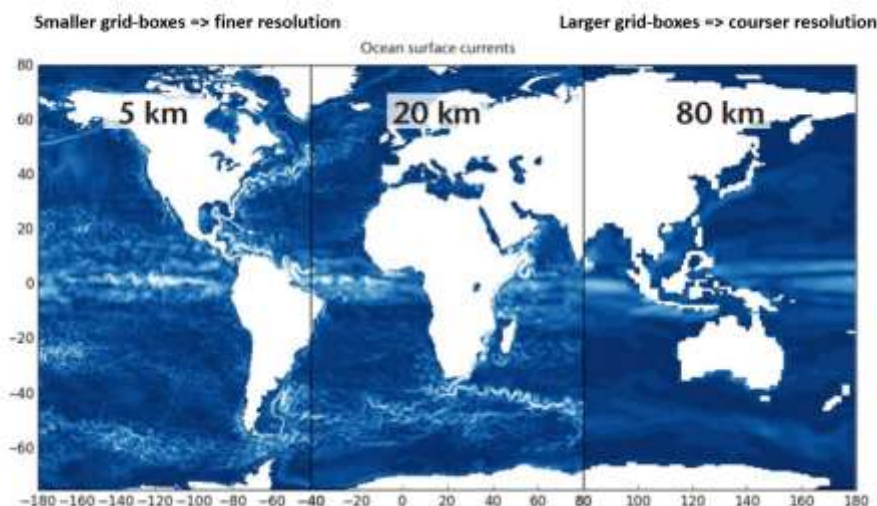 Smaller grid-boxes => finer resolution
Larger grid-boxes => courser resolution
Ocean surface currents
5 km
20 km
80 km
80
60
40
20
0
−20
−40
−60
−180 −160 −140 −120 −100 −80 −60 −40 −20 0 20 40 60 80 100 120 140 160 180